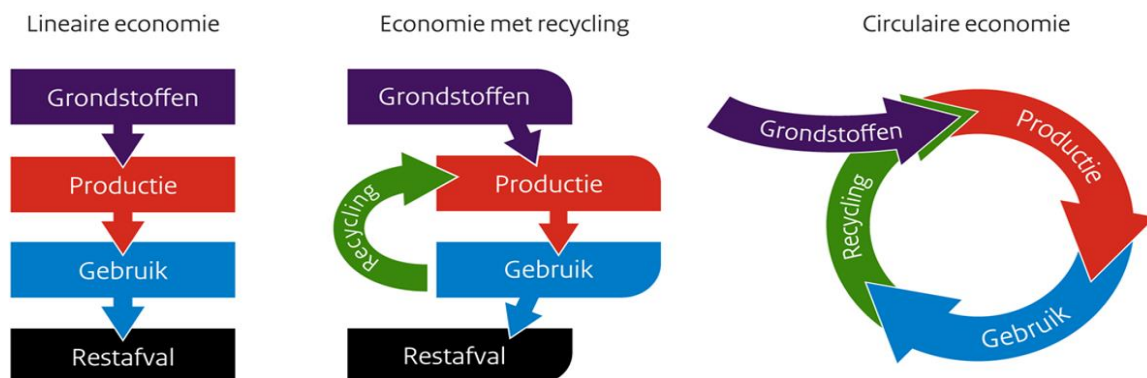 Lineaire economie
Grondstoffen
Productie
Gebruik
Restafval
Economie met recycling
Grondstoffen
Productie
Recycling
Gebruik
Restafval
Circulaire economie
Grondstoffen
Productie
Recycling
Gebruik